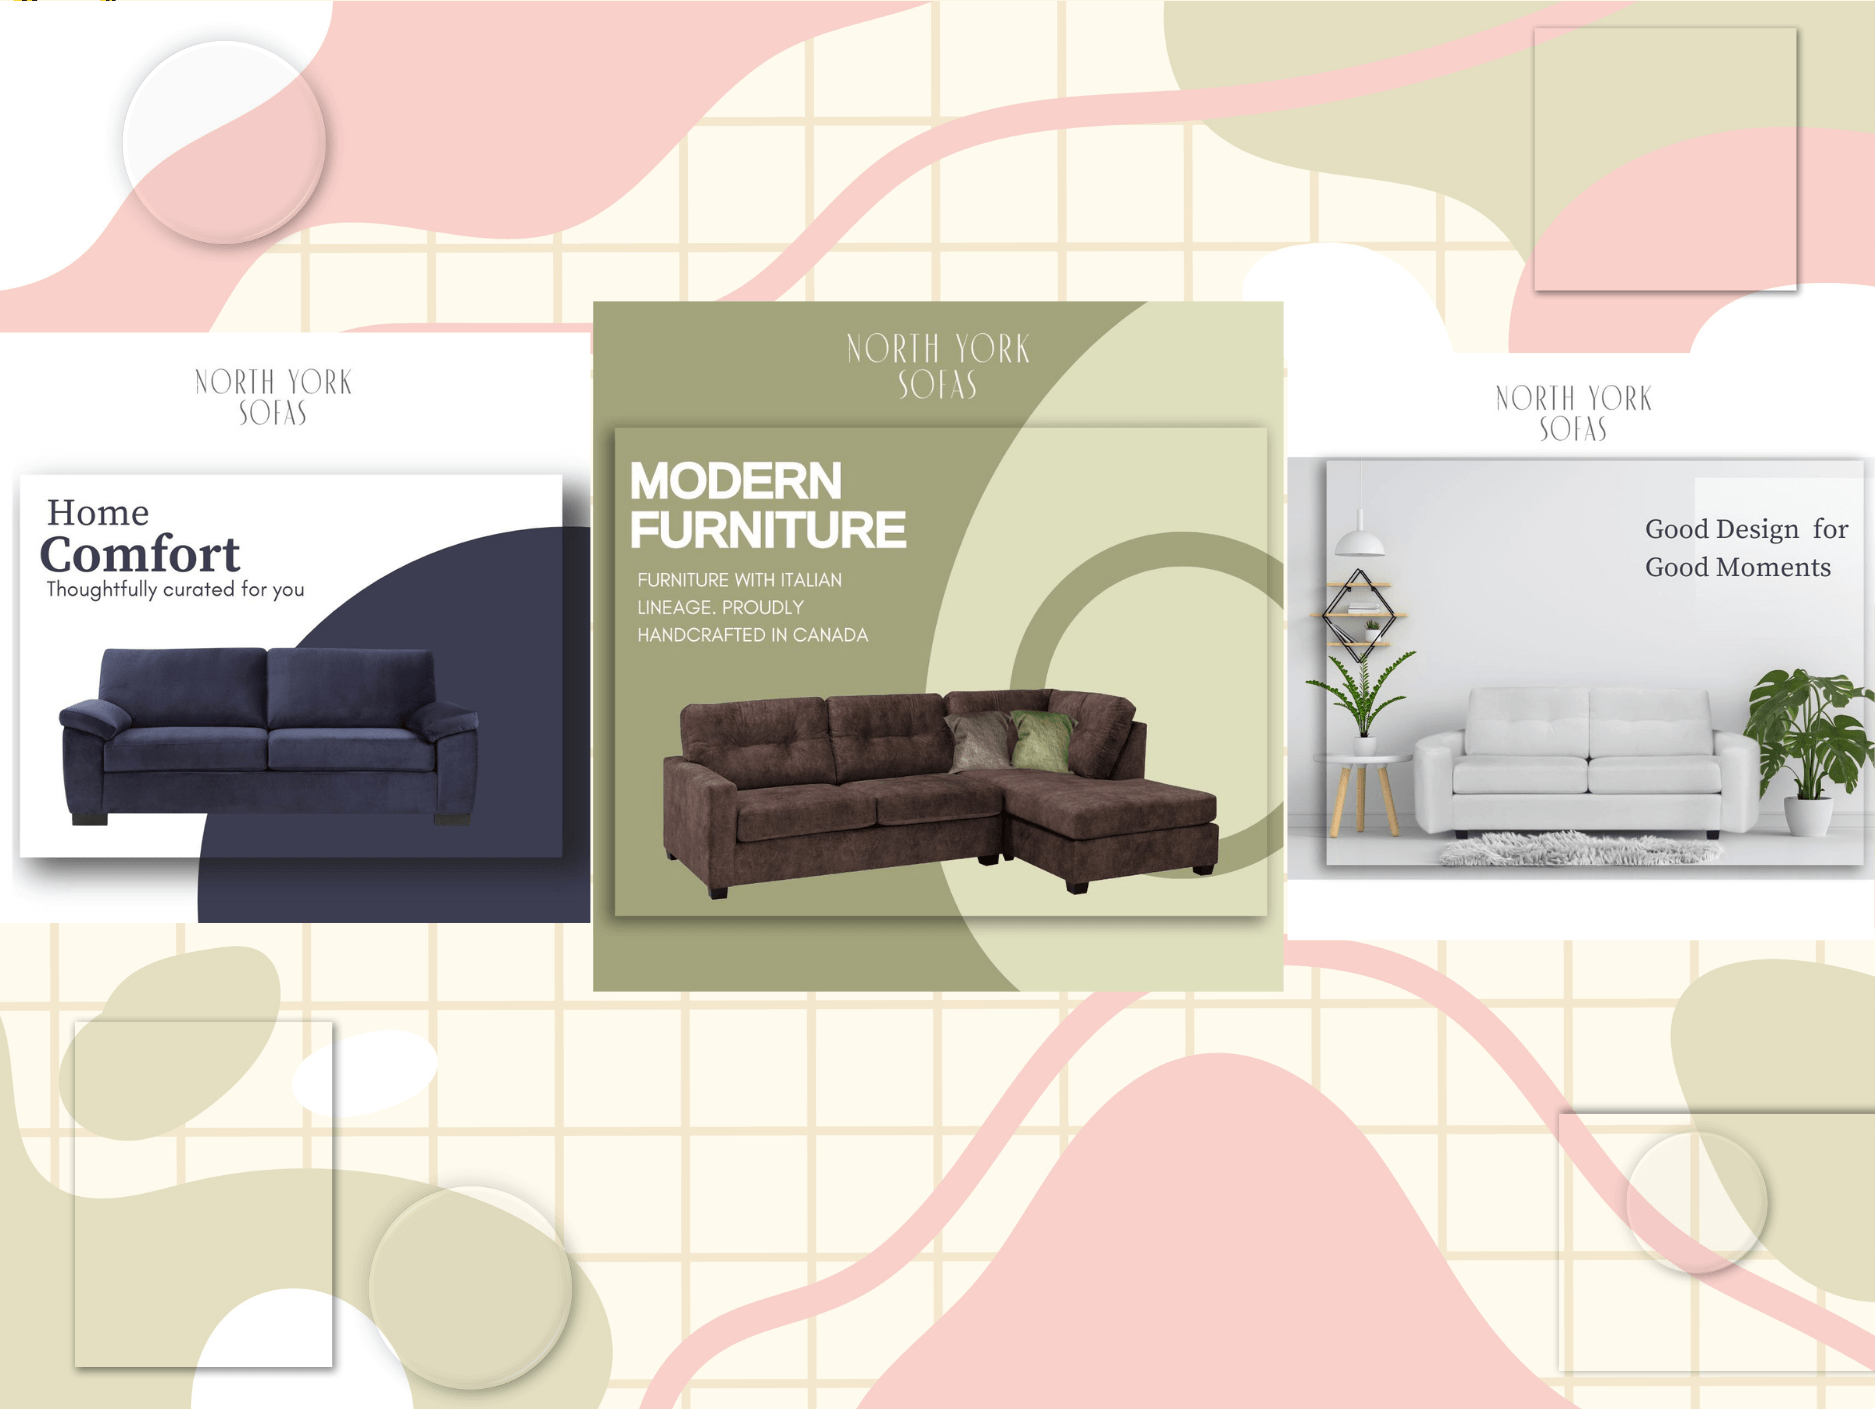 NORTH YORK
SOFAS
Home
Comfort
Thoughtfully curated for you
NORTH YORK
SOFAS
MODERN
FURNITURE
FURNITURE WITH ITALIAN
LINEAGE. PROUDLY
HANDCRAFTED IN CANADA
NORTH YORK
SOFAS
Good Design for
Good Moments